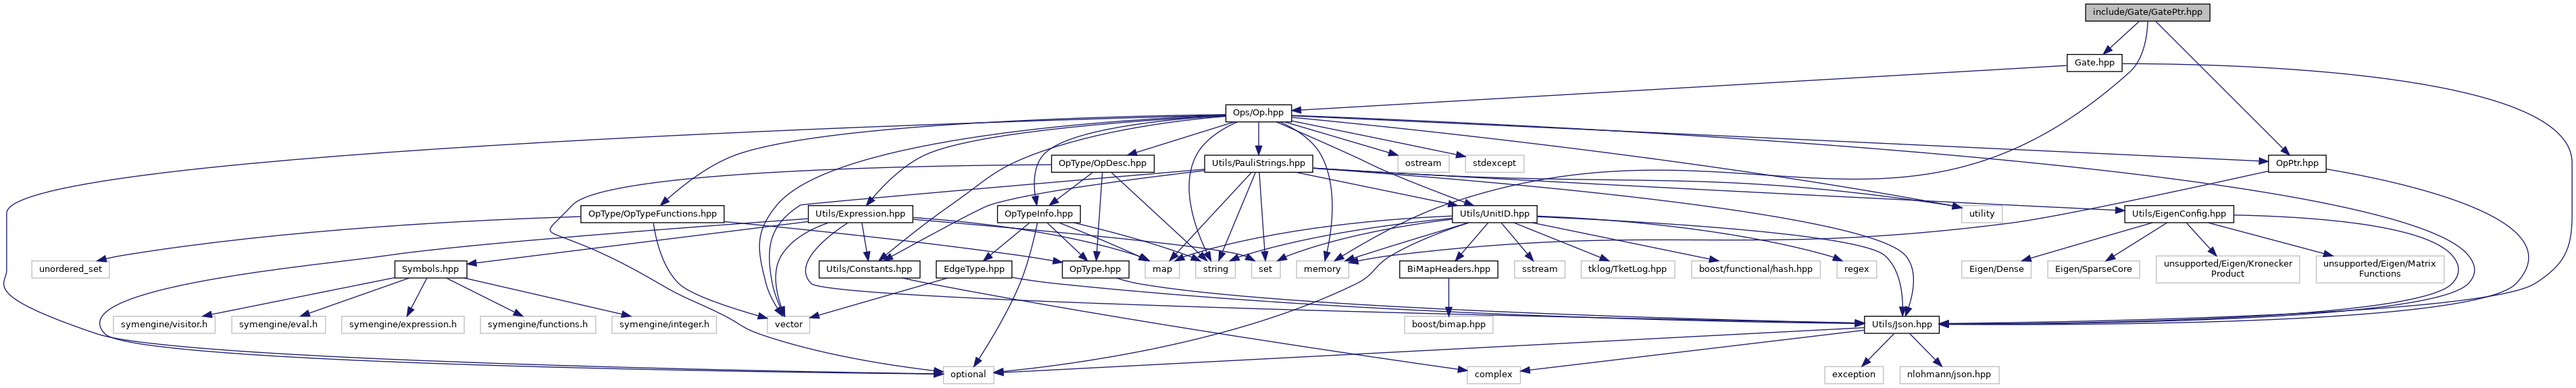 include/Gate/GatePtr.hpp
Gate.hpp
Ops/Op.hpp
OpType/OpDesc.hpp
Utils/PauliStrings.hpp
ostream
stdexcept
OpPtr.hpp
OpType/OpTypeFunctions.hpp
Utils/Expression.hpp
OpTypeInfo.hpp
Utils/UnitID.hpp
utility
Utils/EigenConfig.hpp
unordered_set
Symbols.hpp
Utils/Constants.hpp
EdgeType.hpp
OpType.hpp
map
string
set
memory
BiMapHeaders.hpp
sstream
tklog/TketLog.hpp
boost/functional/hash.hpp
regex
Eigen/Dense
Eigen/SparseCore
unsupported/Eigen/Kronecker
Product
unsupported/Eigen/Matrix
Functions
symengine/visitor.h
symengine/eval.h
symengine/expression.h
symengine/functions.h
symengine/integer.h
vector
boost/bimap.hpp
Utils/Json.hpp
optional
complex
exception
nlohmann/json.hpp